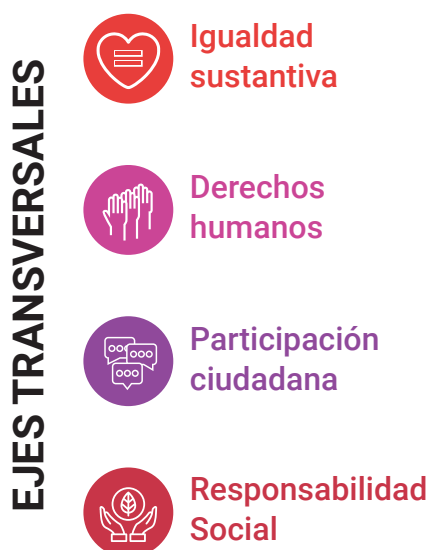 EJES TRANSVERSALES
Igualdad
sustantiva
Derechos
humanos
Participación
ciudadana
Responsabilidad
Social